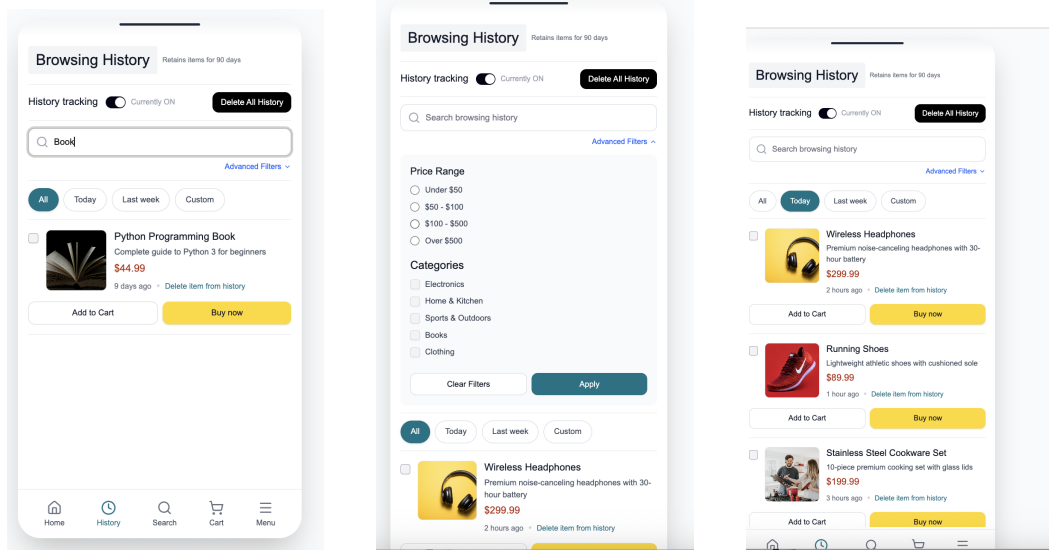 Browsing History
Retains items for 90 days
History tracking
Currently ON
Delete All History
Book
Advanced Filters
All
Today
Last week
Custom
Python Programming Book
Complete guide to Python 3 for beginners
$44.99
9 days ago • Delete item from history
Add to Cart
Buy now
Home
History
Search
Cart
Menu
Browsing History
Retains items for 90 days
History tracking
Currently ON
Delete All History
Search browsing history
Advanced Filters
Price Range
Under $50
$50 - $100
$100 - $500
Over $500
Categories
Electronics
Home & Kitchen
Sports & Outdoors
Books
Clothing
Clear Filters
Apply
All
Today
Last week
Custom
Wireless Headphones
Premium noise-canceling headphones with 30-
hour battery
$299.99
2 hours ago • Delete item from history
Browsing History
Retains items for 90 days
History tracking
Currently ON
Delete All History
Search browsing history
Advanced Filters
All
Today
Last week
Custom
Wireless Headphones
Premium noise-canceling headphones with 30-
hour battery
$299.99
2 hours ago • Delete item from history
Add to Cart
Buy now
Running Shoes
Lightweight athletic shoes with cushioned sole
$89.99
1 hour ago • Delete item from history
Add to Cart
Buy now
Stainless Steel Cookware Set
10-piece premium cooking set with glass lids
$199.99
3 hours ago • Delete item from history
Add to Cart
Buy now